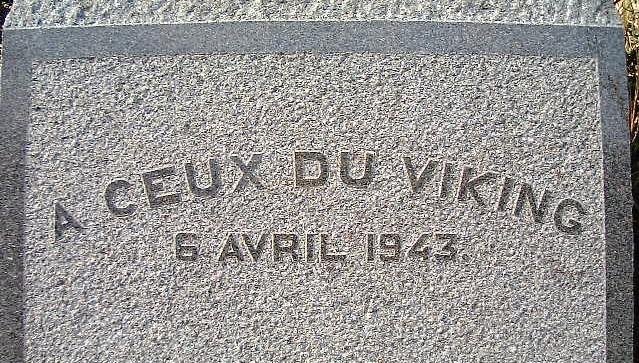 A CEUX DU VIKING
6 AVRIL 1943.